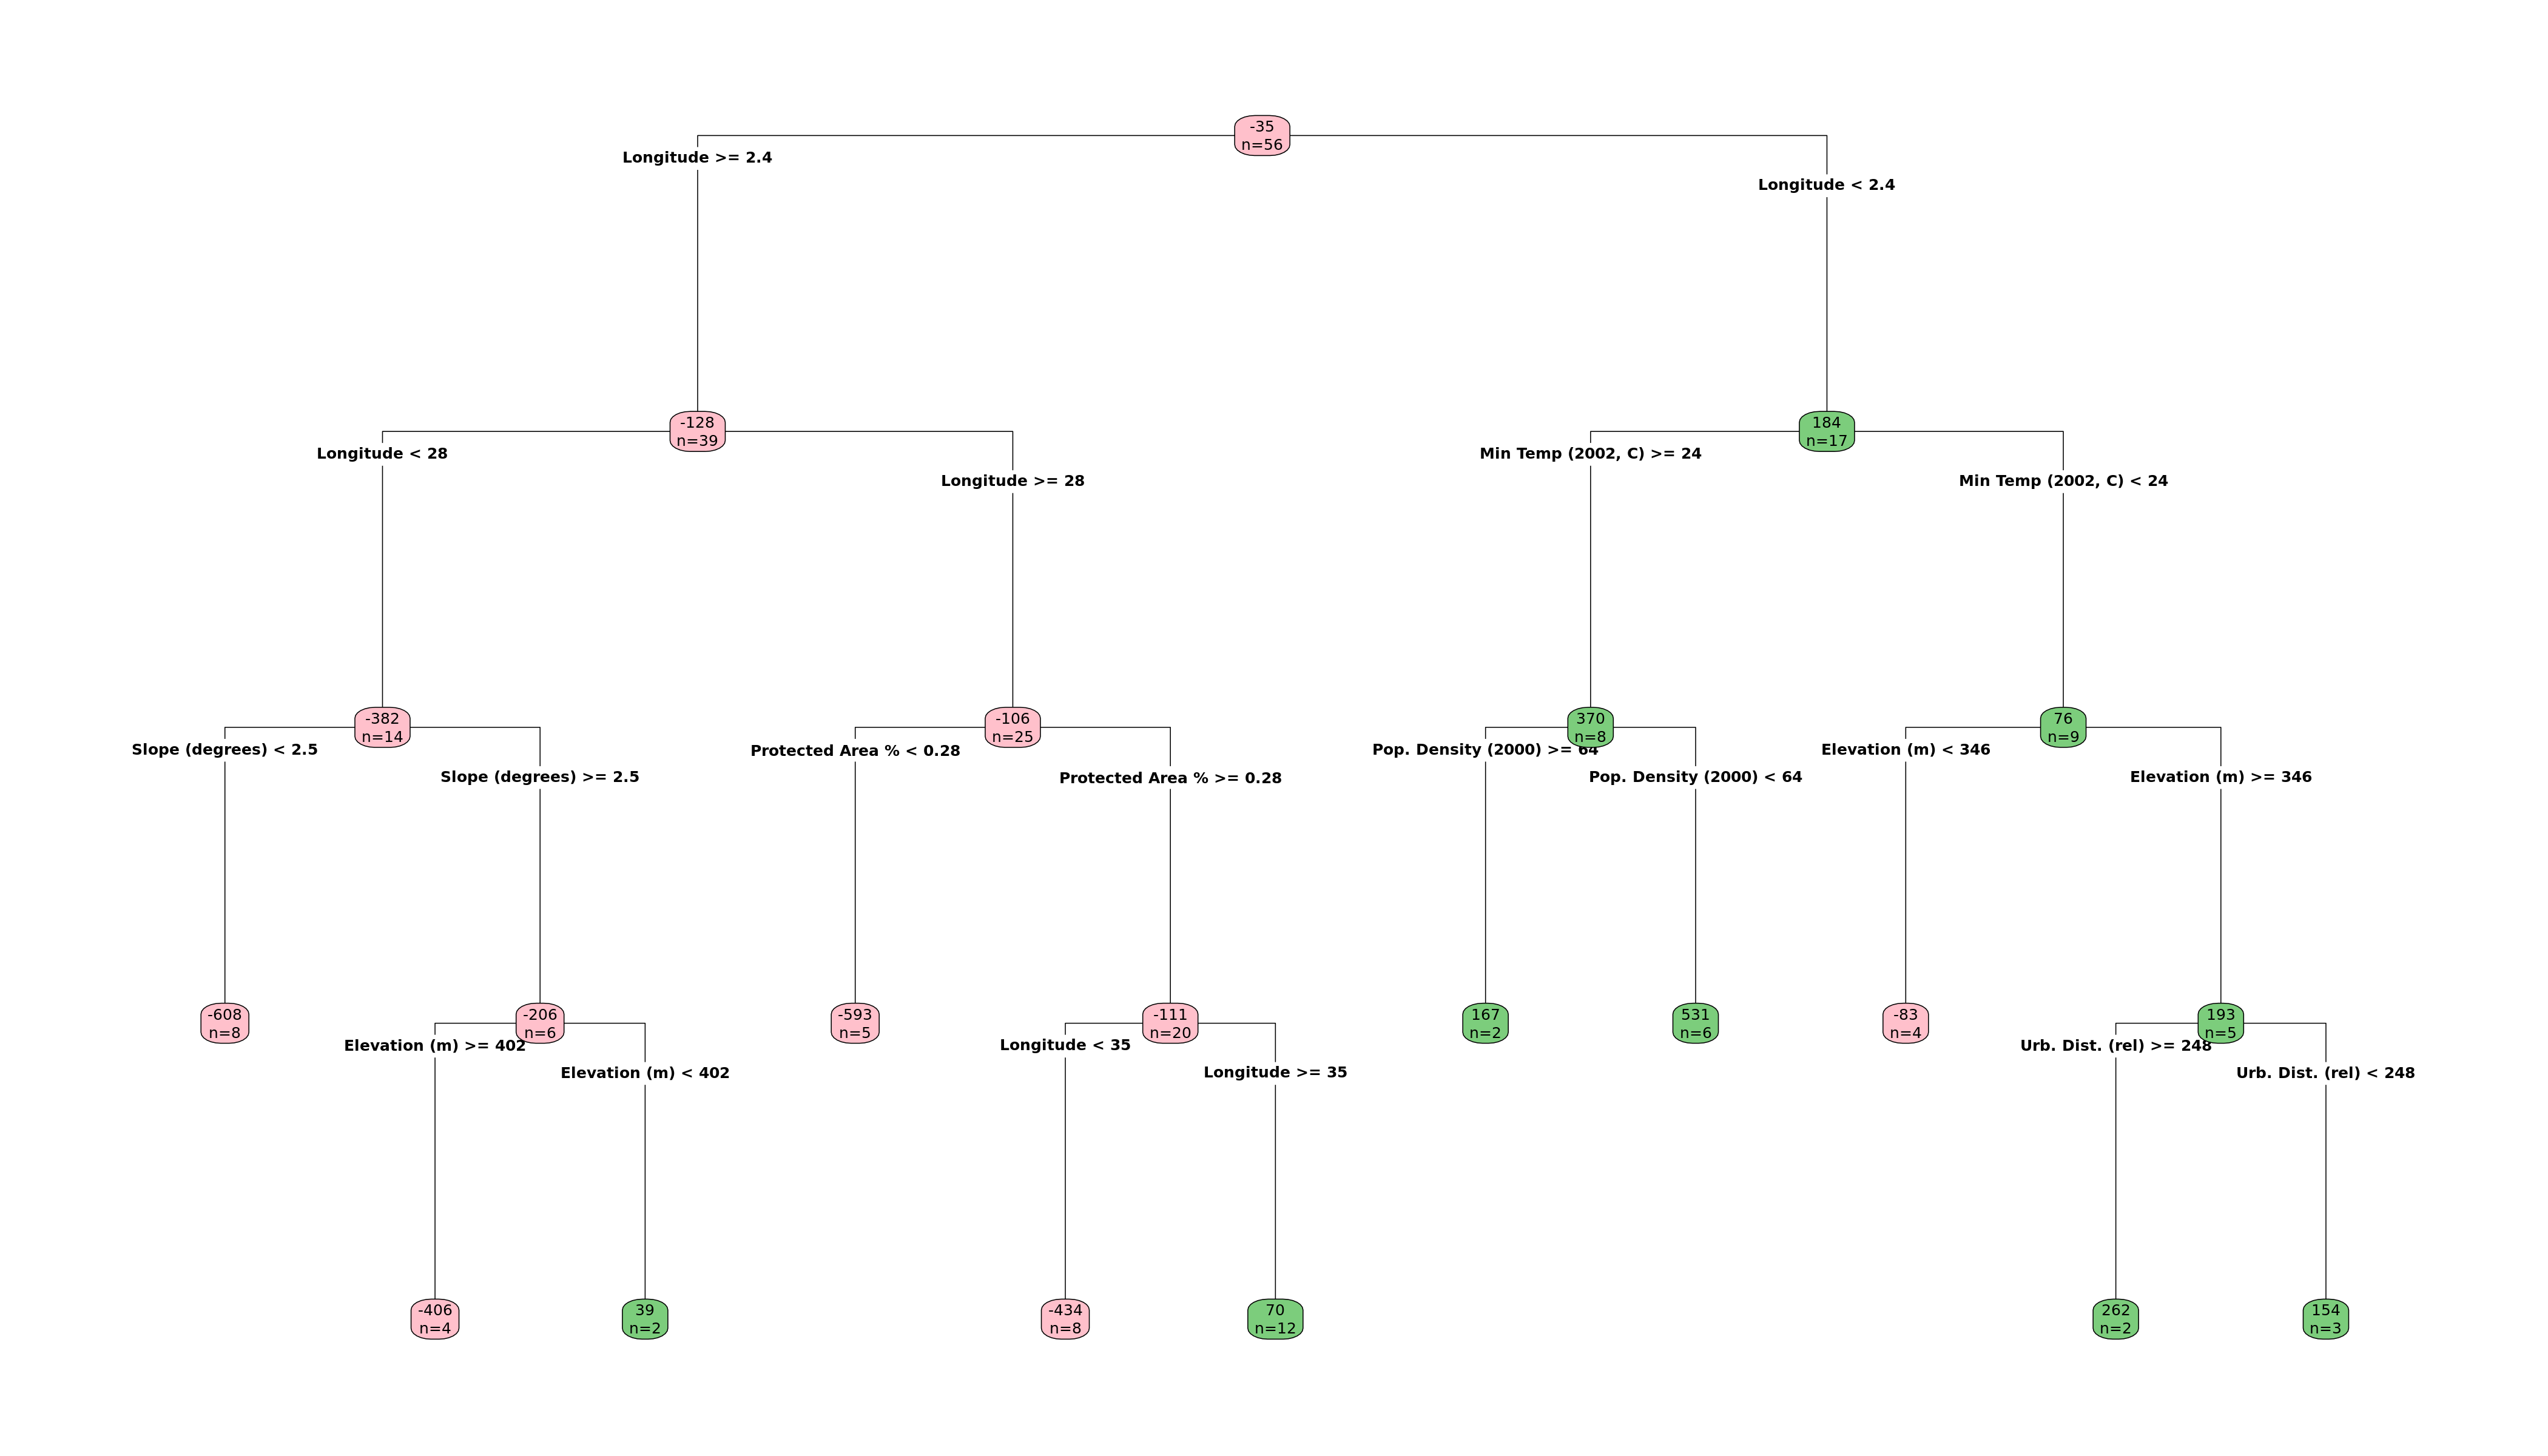 -35
n=56
Longitude >= 2.4
Longitude < 2.4
-128
n=39
184
n=17
Longitude < 28
Longitude >= 28
Min Temp (2002, C) >= 24
Min Temp (2002, C) < 24
-382
n=14
-106
n=25
370
n=8
76
n=9
Slope (degrees) < 2.5
Slope (degrees) >= 2.5
Protected Area % < 0.28
Protected Area % >= 0.28
Pop. Density (2000) >= 64
Pop. Density (2000) < 64
Elevation (m) < 346
Elevation (m) >= 346
-608
n=8
-206
n=6
-593
n=5
-111
n=20
167
n=2
531
n=6
-83
n=4
193
n=5
Elevation (m) >= 402
Elevation (m) < 402
Longitude < 35
Longitude >= 35
Urb. Dist. (rel) >= 248
Urb. Dist. (rel) < 248
-406
n=4
39
n=2
-434
n=8
70
n=12
262
n=2
154
n=3